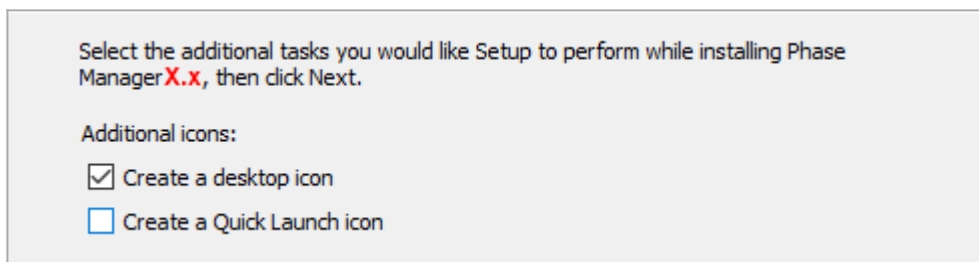 Select the additional tasks you would like Setup to perform while installing Phase
ManagerX.x, then click Next.
Additional icons:
Create a desktop icon
Create a Quick Launch icon